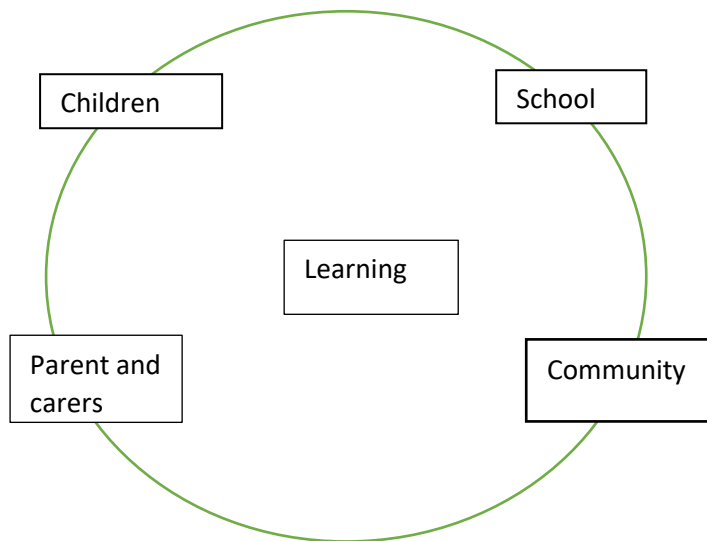 Children
School
Learning
Parent and
carers
Community